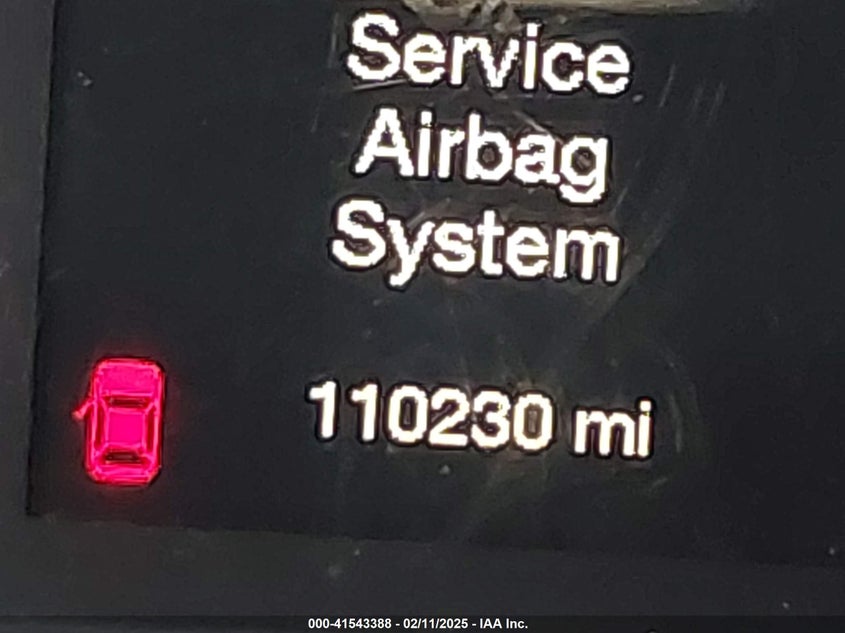 Service
Airbag
System
110230 mi
000-41543388 - 02/11/2025 - IAA Inc.